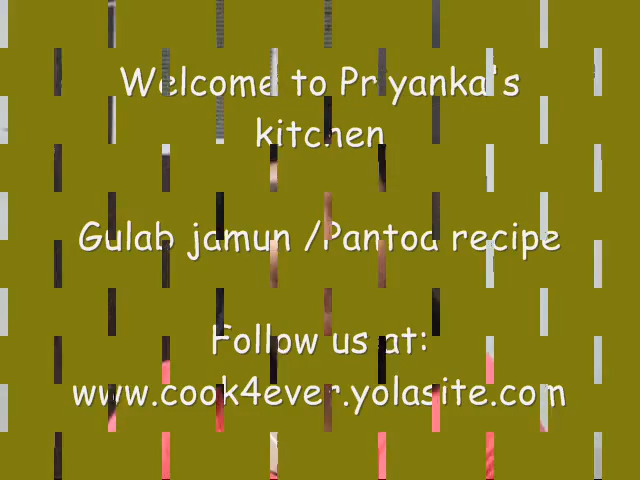 Welcome to Priyanka's
kitchen
Gulab jamun /Pantoa recipe
Follow us at:
www.cook4ever.yolasite.com